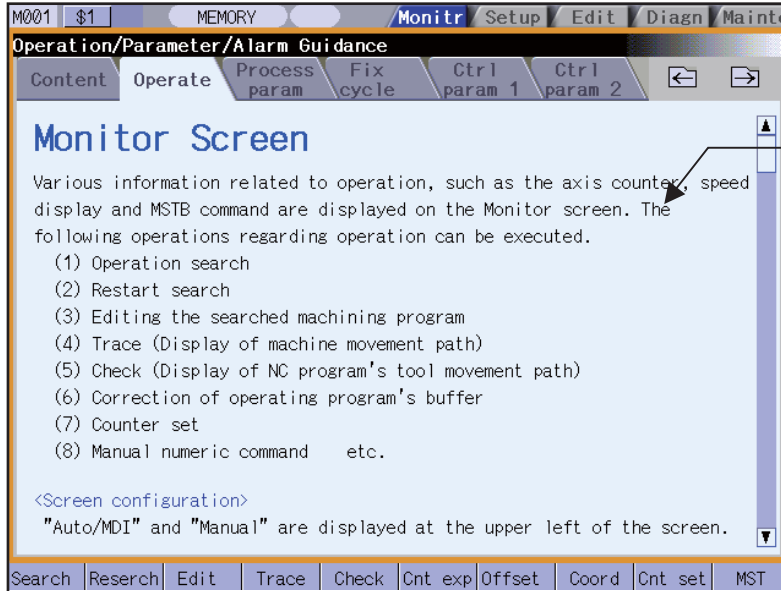 M001 $1 MEMORY Monitr Setup Edit Diagn Mainte
Operation/Parameter/Alarm Guidance
Content Operate Process param Fix cycle Ctrl param 1 Ctrl param 2
Monitor Screen
Various information related to operation, such as the axis counter, speed
display and MSTB command are displayed on the Monitor screen. The
following operations regarding operation can be executed.
(1) Operation search
(2) Restart search
(3) Editing the searched machining program
(4) Trace (Display of machine movement path)
(5) Check (Display of NC program's tool movement path)
(6) Correction of operating program's buffer
(7) Counter set
(8) Manual numeric command etc.
<Screen configuration>
"Auto/MDI" and "Manual" are displayed at the upper left of the screen.
Search Reserch Edit Trace Check Cnt exp Offset Coord Cnt set MST